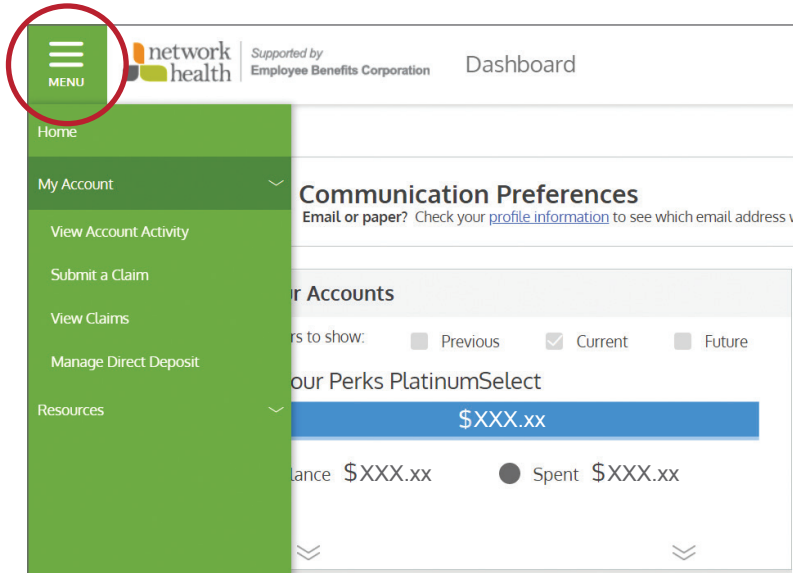 MENU
network
health
Supported by
Employee Benefits Corporation
Dashboard
Home
My Account
View Account Activity
Submit a Claim
View Claims
Manage Direct Deposit
Resources
Communication Preferences
Email or paper? Check your profile information to see which email address
r Accounts
rs to show:
Previous
Current
Future
our Perks PlatinumSelect
$XXX.xx
lance $XXX.xx
Spent $XXX.xx